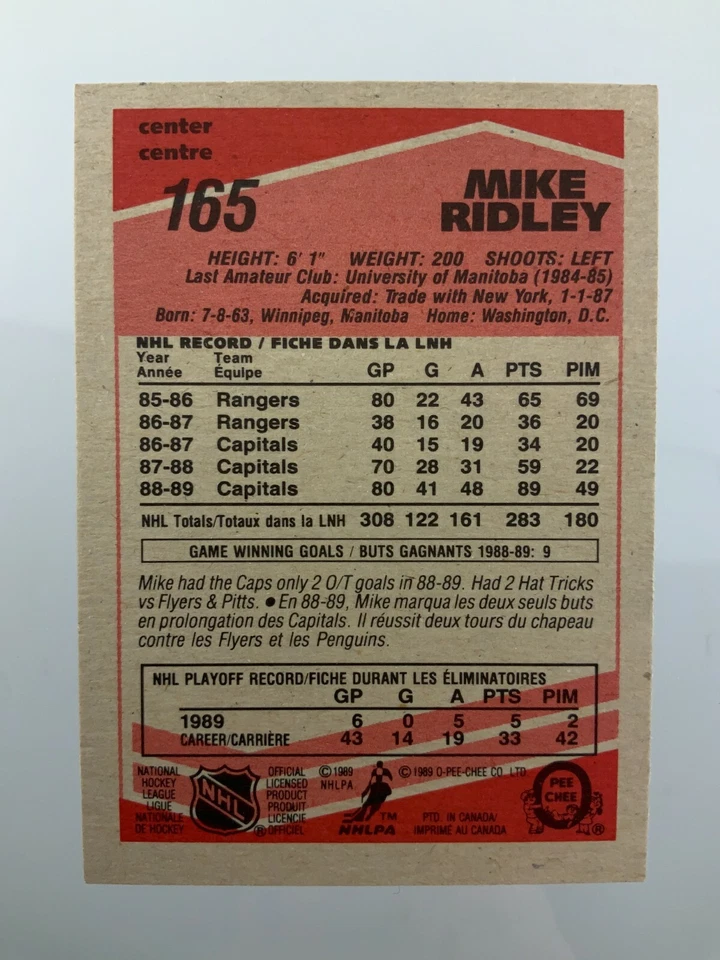 center
centre
165
MIKE
RIDLEY
HEIGHT: 6' 1" WEIGHT: 200 SHOOTS: LEFT
Last Amateur Club: University of Manitoba (1984-85)
Acquired: Trade with New York, 1-1-87
Born: 7-8-63, Winnipeg, Manitoba Home: Washington, D.C.
NHL RECORD / FICHE DANS LA LNH
Year Team
Année Équipe GP G A PTS PIM
85-86 Rangers 80 22 43 65 69
86-87 Rangers 38 16 20 36 20
86-87 Capitals 40 15 19 34 20
87-88 Capitals 70 28 31 59 22
88-89 Capitals 80 41 48 89 49
NHL Totals/Totaux dans la LNH 308 122 161 283 180
GAME WINNING GOALS / BUTS GAGNANTS 1988-89: 9
Mike had the Caps only 2 O/T goals in 88-89. Had 2 Hat Tricks
vs Flyers & Pitts. ● En 88-89, Mike marqua les deux seuls buts
en prolongation des Capitals. Il réussit deux tours du chapeau
contre les Flyers et les Penguins.
NHL PLAYOFF RECORD/FICHE DURANT LES ÉLIMINATOIRES
GP G A PTS PIM
1989 6 0 5 5 2
CAREER/CARRIÈRE 43 14 19 33 42
NATIONAL
HOCKEY
LEAGUE
LIGUE
NATIONALE
DE HOCKEY
NHL
®
OFFICIAL
LICENSED
PRODUCT
PRODUIT
LICENCIÉ
OFFICIEL
© 1989
NHLPA
TM
NHLPA
© 1989 O-PEE-CHEE CO. LTD.
PTD. IN CANADA/
IMPRIMÉ AU CANADA
O
PEE
CHEE
®